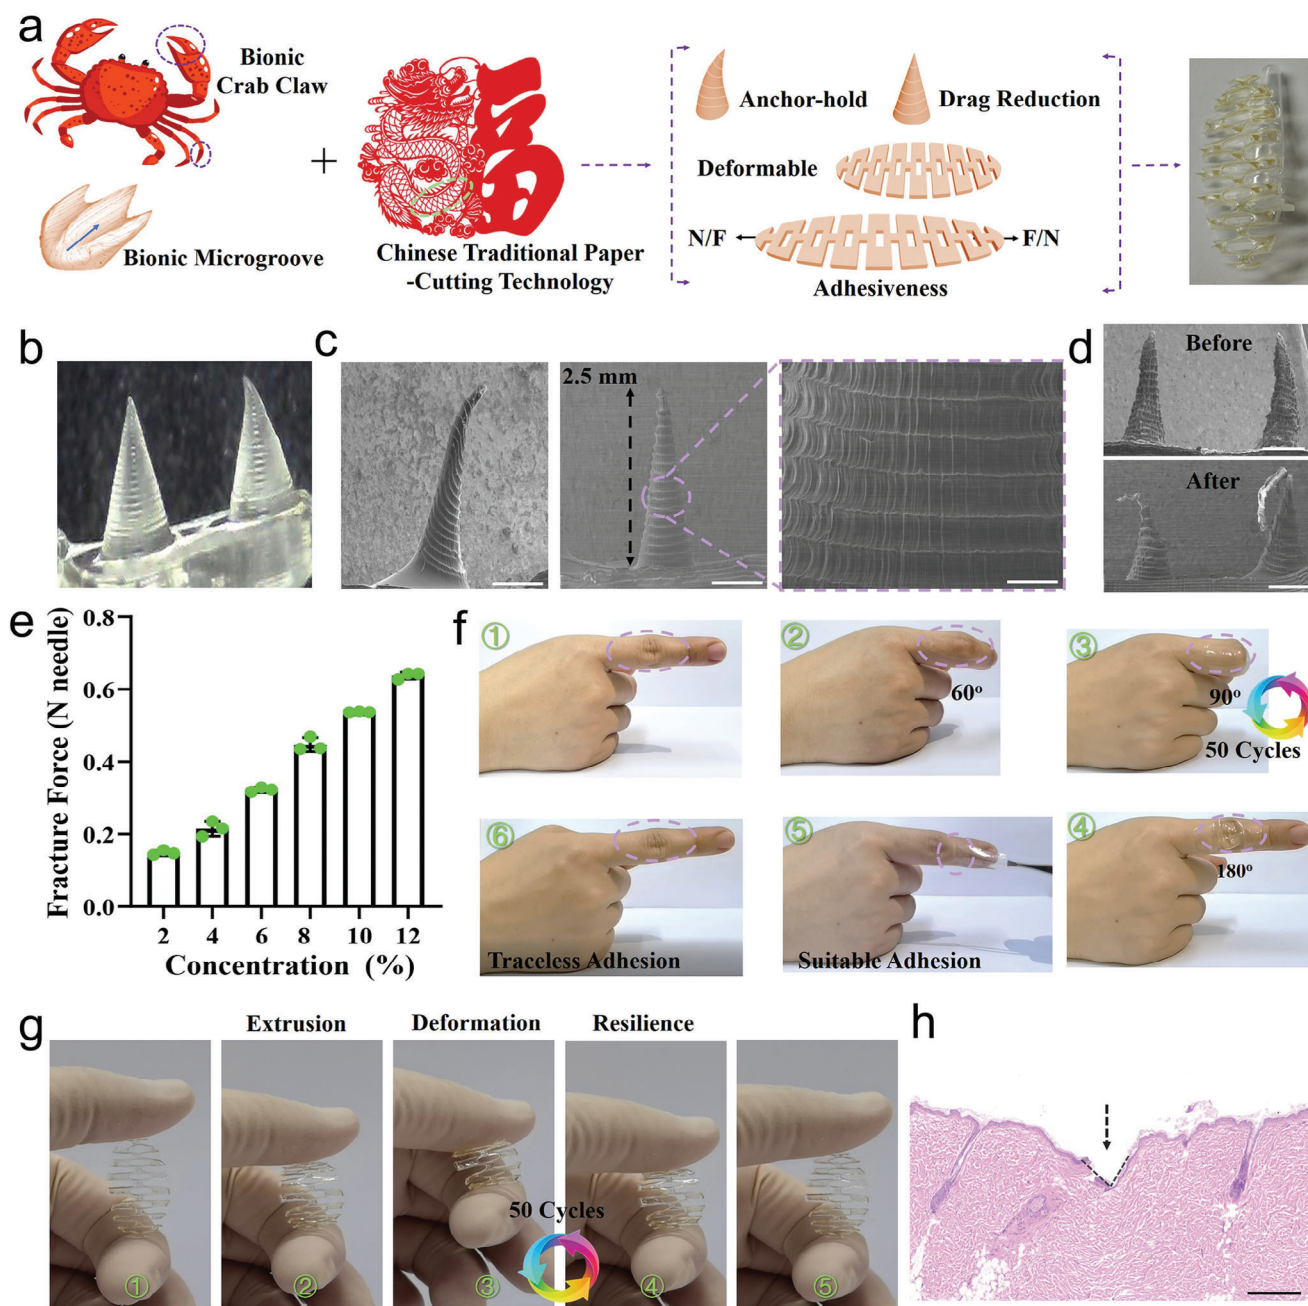 a
Bionic
Crab Claw
Bionic Microgroove
+
Chinese Traditional Paper
-Cutting Technology
Anchor-hold
Drag Reduction
Deformable
N/F
F/N
Adhesiveness
b
c
2.5 mm
d
Before
After
e
Fracture Force (N needle)
0.8
0.6
0.4
0.2
0.0
2 4 6 8 10 12
Concentration (%)
f
①
②
60°
③
90°
50 Cycles
⑥
Traceless Adhesion
⑤
Suitable Adhesion
④
180°
g
Extrusion
Deformation
Resilience
50 Cycles
①
②
③
④
⑤
h